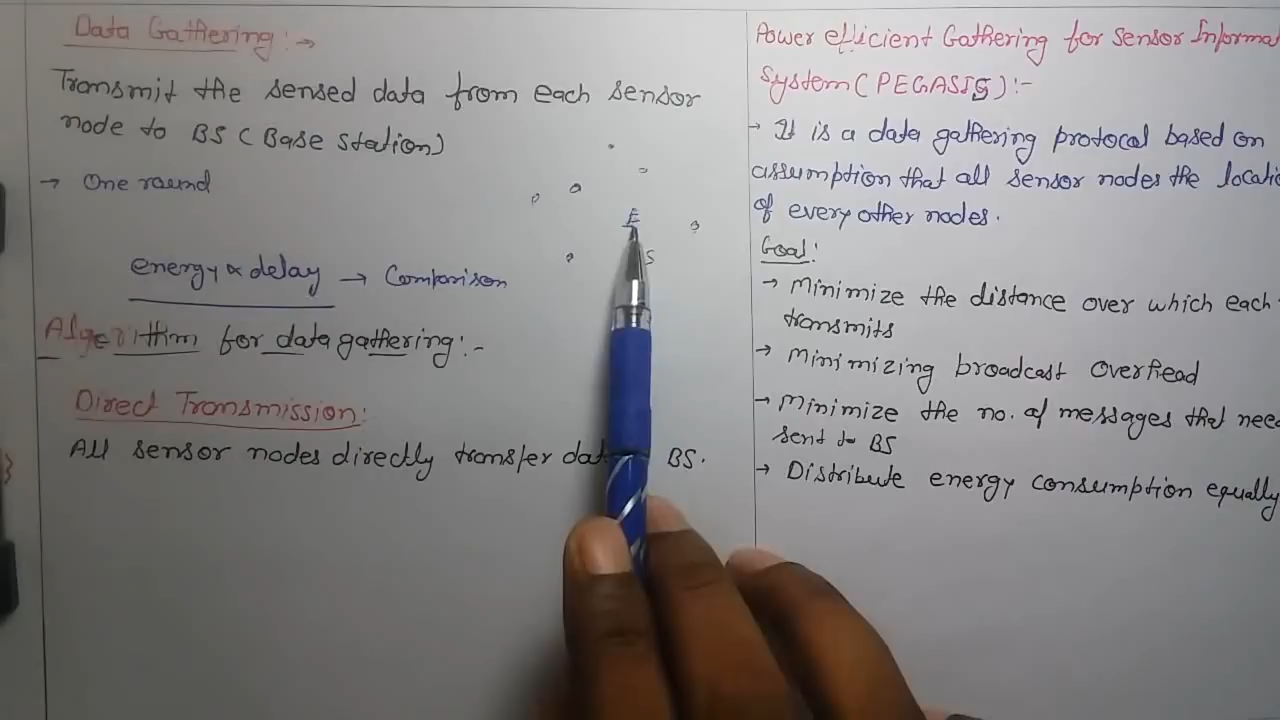 Data Gathering:→
Transmit the sensed data from each sensor
node to BS (Base Station)
→ One round
energy ∝ delay → Comparison
Algorithm for data gathering:-
Direct Transmission:
All sensor nodes directly transfer BS.
S
Power efficient Gathering for Sensor Informat
System (PEGASIS):-
→ It is a data gathering protocal based on
assumption that all sensor nodes the locatio
of every other nodes.
Goal:
→ Minimize the distance over which each
transmits
→ Minimizing broadcast overhead
→ Minimize the no. of messages that need
sent to BS
→ Distribute energy consumption equally